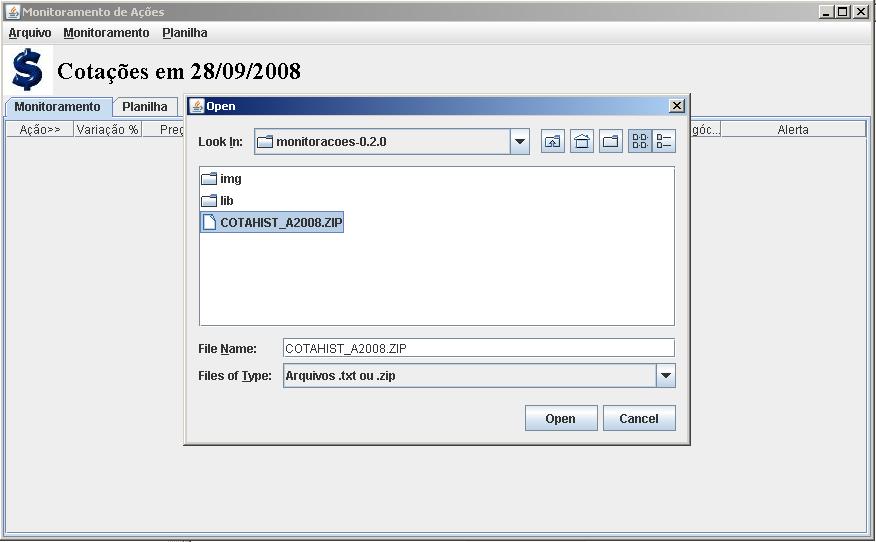 Monitoramento de Ações
Arquivo Monitoramento Planilha
$ Cotações em 28/09/2008
Monitoramento Planilha
Ação>> Variação % Preç góc... Alerta
Open
Look In: monitoracoes-0.2.0
img
lib
COTAHIST_A2008.ZIP
File Name: COTAHIST_A2008.ZIP
Files of Type: Arquivos .txt ou .zip
Open Cancel